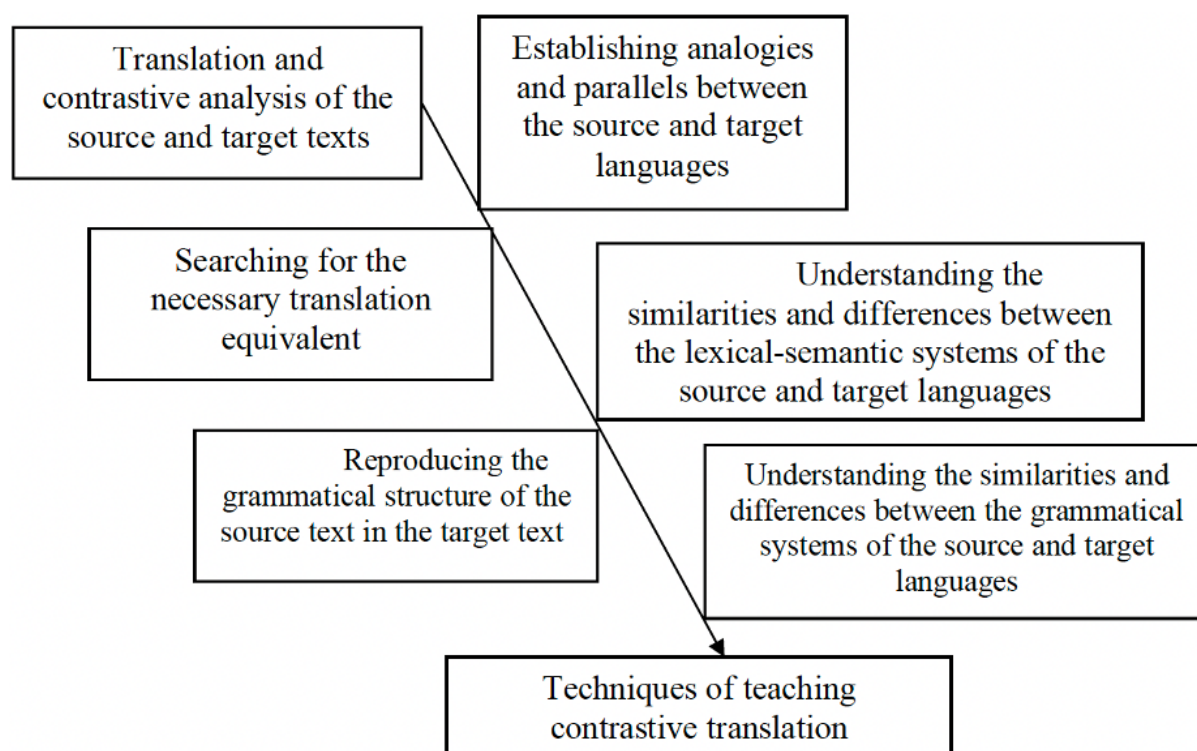 Translation and
contrastive analysis of the
source and target texts
Establishing analogies
and parallels between
the source and target
languages
Searching for the
necessary translation
equivalent
Understanding the
similarities and differences between
the lexical-semantic systems of the
source and target languages
Reproducing the
grammatical structure of the
source text in the target text
Understanding the similarities and
differences between the grammatical
systems of the source and target
languages
Techniques of teaching
contrastive translation